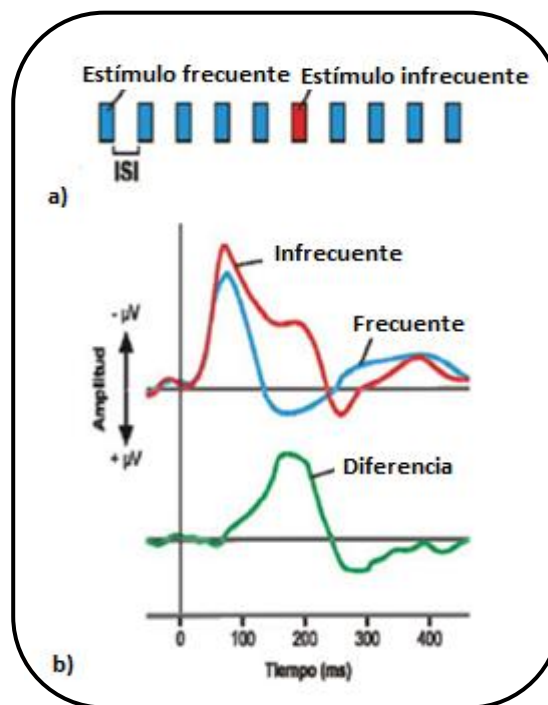 Estímulo frecuente
Estímulo infrecuente
ISI
a)
Infrecuente
Frecuente
- µV
Amplitud
+ µV
Diferencia
0 100 200 300 400
Tiempo (ms)
b)